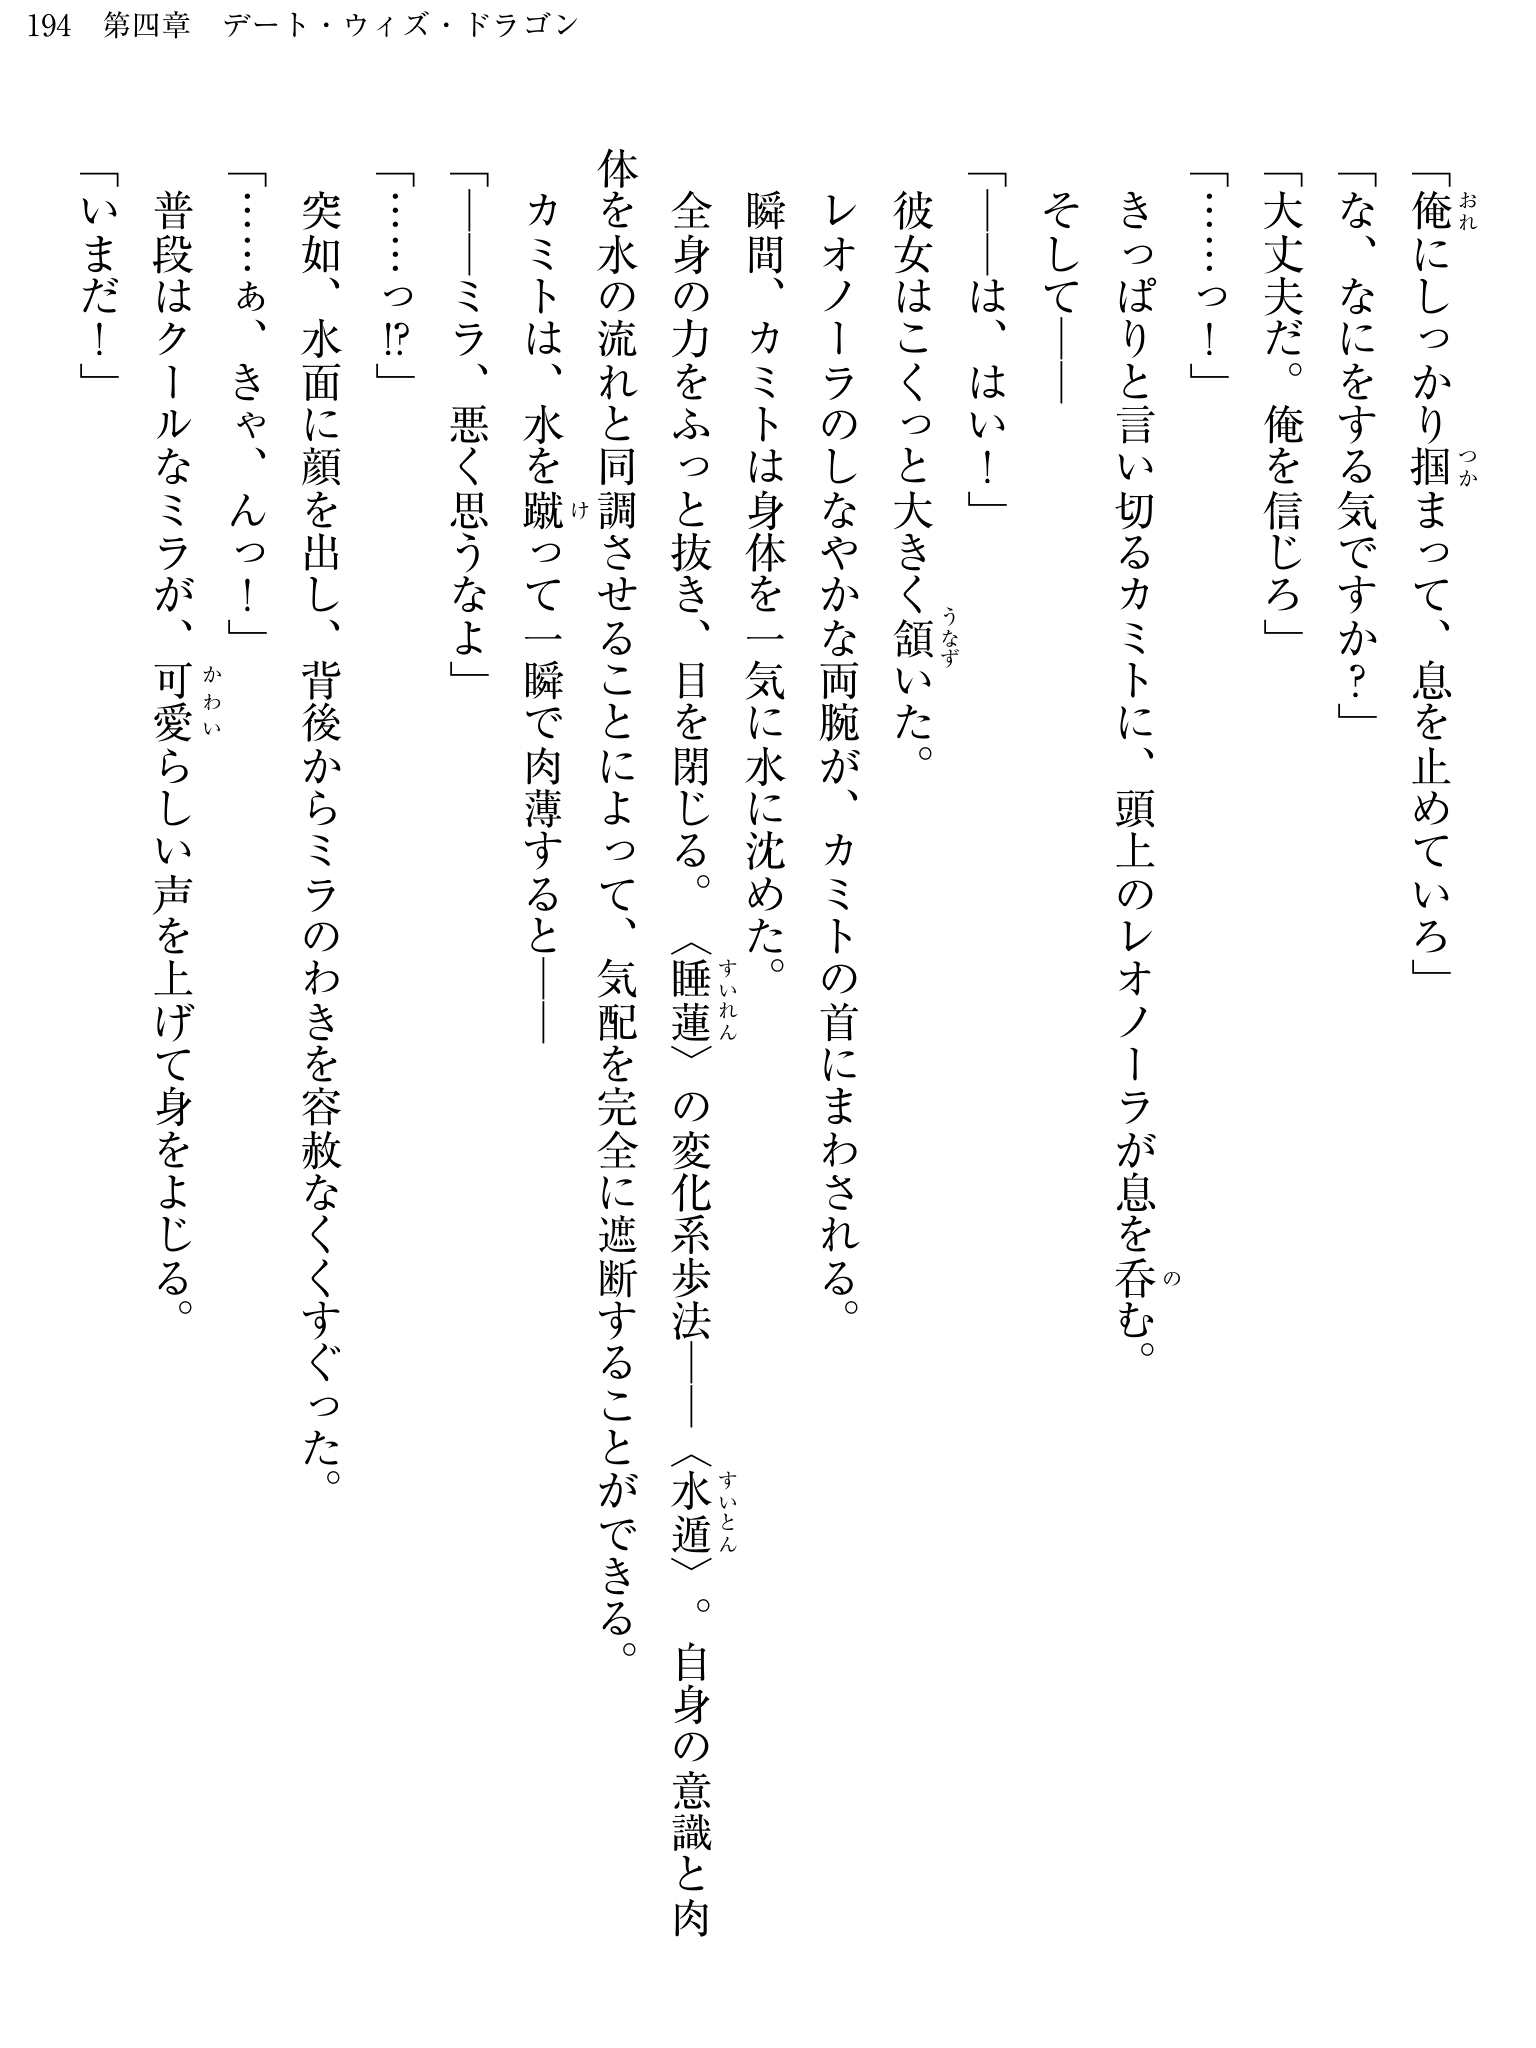 194　第四章　デート・ウィズ・ドラゴン
「俺にしっかり掴まって、息を止めていろ」
「な、なにをする気ですか？」
「大丈夫だ。俺を信じろ」
「……っ！」
　きっぱりと言い切るカミトに、頭上のレオノーラが息を呑む。
　そして――
「――は、はい！」
　彼女はこくっと大きく頷いた。
　レオノーラのしなやかな両腕が、カミトの首にまわされる。
　瞬間、カミトは身体を一気に水に沈めた。
　全身の力をふっと抜き、目を閉じる。〈睡蓮〉の変化系歩法――〈水遁〉。自身の意識と肉
体を水の流れと同調させることによって、気配を完全に遮断することができる。
　カミトは、水を蹴って一瞬で肉薄すると――
「――ミラ、悪く思うなよ」
「……っ!?」
　突如、水面に顔を出し、背後からミラのわきを容赦なくくすぐった。
「……ぁ、きゃ、んっ！」
　普段はクールなミラが、可愛らしい声を上げて身をよじる。
「いまだ！」